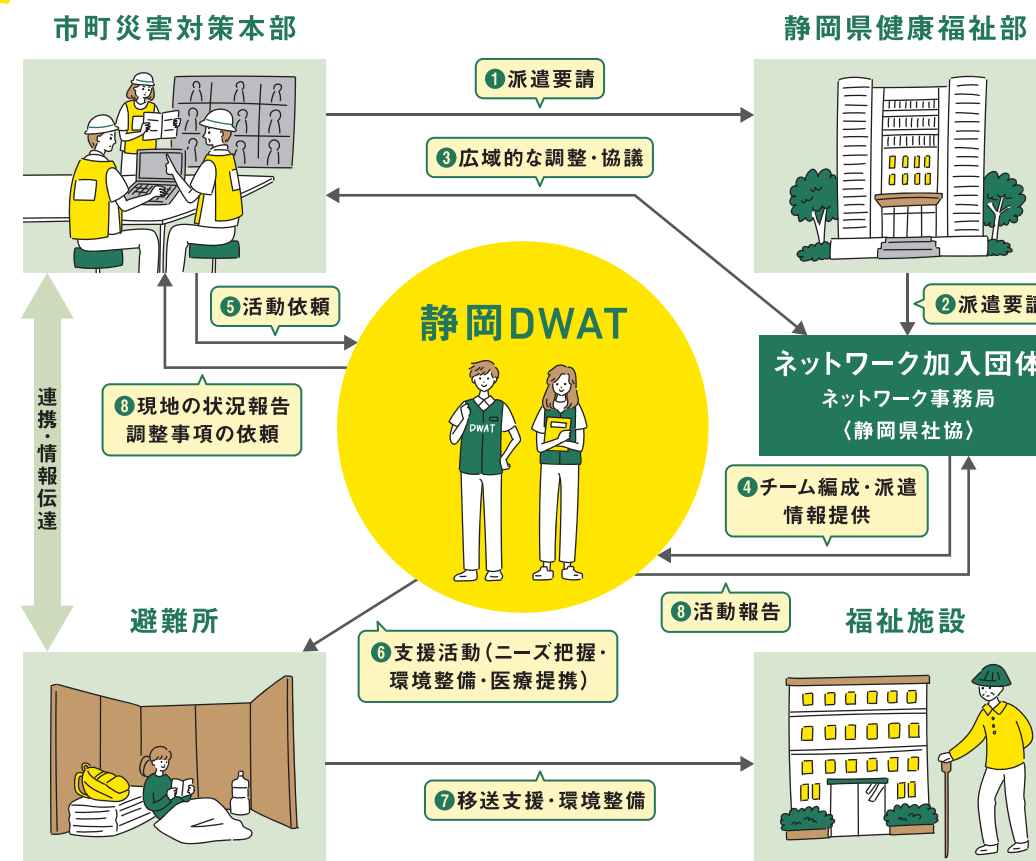 市町災害対策本部
静岡県健康福祉部
❶派遣要請
❸広域的な調整・協議
❺活動依頼
静岡DWAT
❷派遣要請
ネットワーク加入団体
ネットワーク事務局
〈静岡県社協〉
❽現地の状況報告
調整事項の依頼
連携・情報伝達
DWAT
❹チーム編成・派遣
情報提供
❽活動報告
避難所
福祉施設
❻支援活動(ニーズ把握・
環境整備・医療提携)
❼移送支援・環境整備